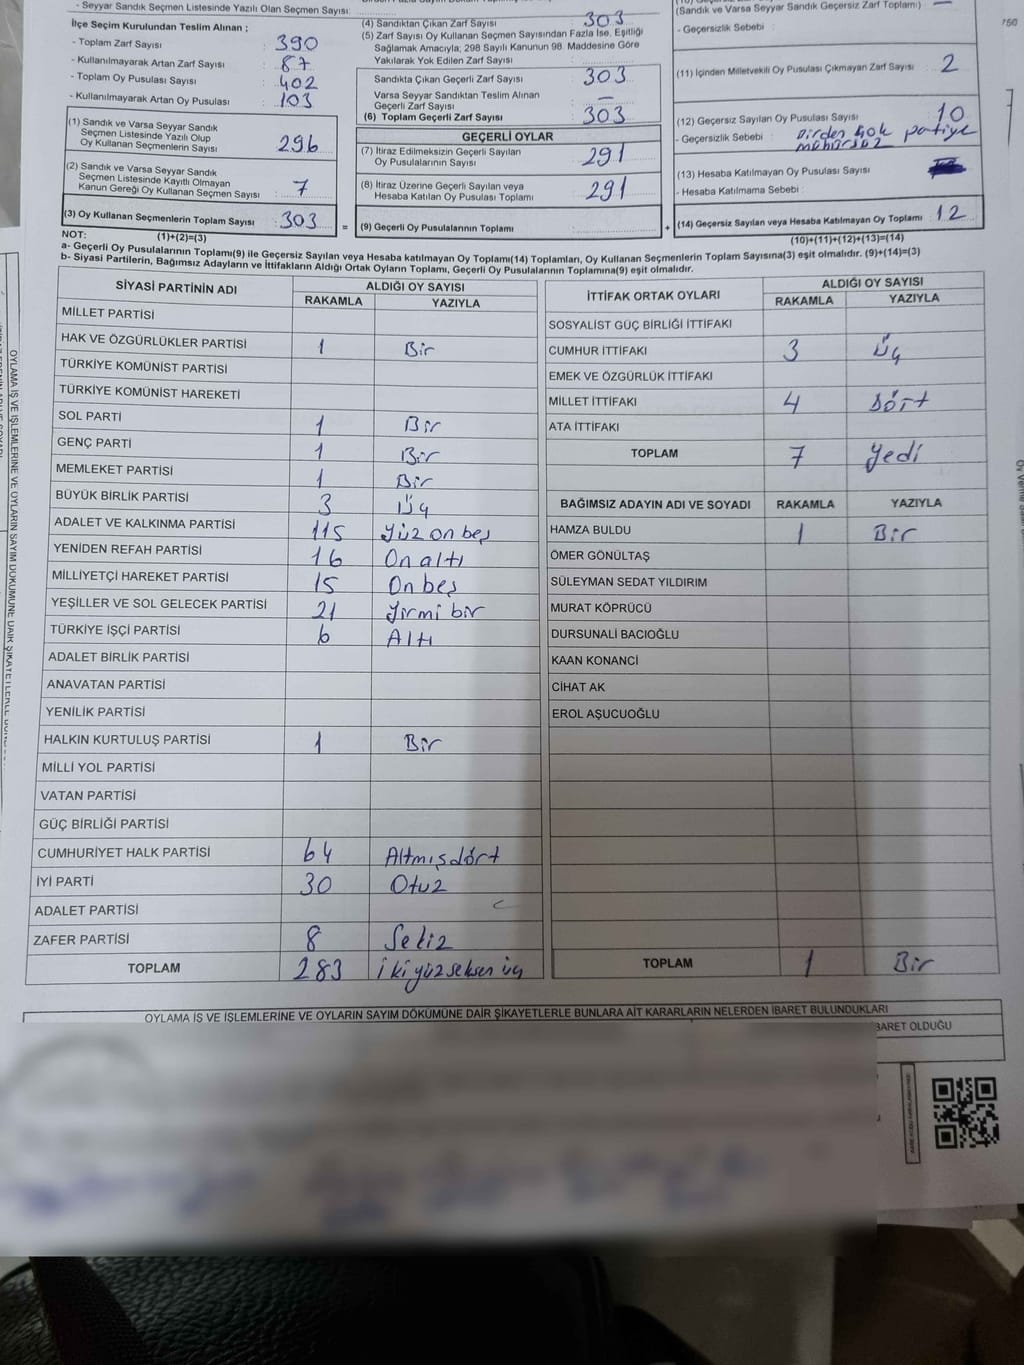 - Seyyar Sandık Seçmen Listesinde Yazılı Olan Seçmen Sayısı:
İlçe Seçim Kurulundan Teslim Alınan ;
- Toplam Zarf Sayısı : 390
- Kullanılmayarak Artan Zarf Sayısı : 87
- Toplam Oy Pusulası Sayısı : 402
- Kullanılmayarak Artan Oy Pusulası : 103
(1) Sandık ve Varsa Seyyar Sandık
Seçmen Listesinde Yazılı Olup
Oy Kullanan Seçmenlerin Sayısı : 296
(2) Sandık ve Varsa Seyyar Sandık
Seçmen Listesinde Kayıtlı Olmayan
Kanun Gereği Oy Kullanan Seçmen Sayısı : 7
(3) Oy Kullanan Seçmenlerin Toplam Sayısı : 303
(4) Sandıktan Çıkan Zarf Sayısı : 303
(5) Zarf Sayısı Oy Kullanan Seçmen Sayısından Fazla İse, Eşitliği
Sağlamak Amacıyla; 298 Sayılı Kanunun 98. Maddesine Göre
Yakılarak Yok Edilen Zarf Sayısı :
Sandıkta Çıkan Geçerli Zarf Sayısı : 303
Varsa Seyyar Sandıktan Teslim Alınan
Geçerli Zarf Sayısı : —
(6) Toplam Geçerli Zarf Sayısı : 303
GEÇERLİ OYLAR
(7) İtiraz Edilmeksizin Geçerli Sayılan
Oy Pusulalarının Sayısı : 291
(8) İtiraz Üzerine Geçerli Sayılan veya
Hesaba Katılan Oy Pusulası Toplamı : 291
= (9) Geçerli Oy Pusulalarının Toplamı :
(Sandık ve Varsa Seyyar Sandık Geçersiz Zarf Toplamı) : —
- Geçersizlik Sebebi :
(11) İçinden Milletvekili Oy Pusulası Çıkmayan Zarf Sayısı : 2
(12) Geçersiz Sayılan Oy Pusulası Sayısı : 10
- Geçersizlik Sebebi : Birden çok partiye
(13) Hesaba Katılmayan Oy Pusulası Sayısı :
- Hesaba Katılmama Sebebi :
+ (14) Geçersiz Sayılan veya Hesaba Katılmayan Oy Toplamı : 12
NOT: (1)+(2)=(3)
(10)+(11)+(12)+(13)=(14)
a- Geçerli Oy Pusulalarının Toplamı(9) ile Geçersiz Sayılan veya Hesaba katılmayan Oy Toplamı(14) Toplamları, Oy Kullanan Seçmenlerin Toplam Sayısına(3) eşit olmalıdır. (9)+(14)=(3)
b- Siyasi Partilerin, Bağımsız Adayların ve İttifakların Aldığı Ortak Oyların Toplamı, Geçerli Oy Pusulalarının Toplamına(9) eşit olmalıdır.
SİYASİ PARTİNİN ADI ALDIĞI OY SAYISI
RAKAMLA YAZIYLA
MİLLET PARTİSİ
HAK VE ÖZGÜRLÜKLER PARTİSİ 1 Bir
TÜRKİYE KOMÜNİST PARTİSİ
TÜRKİYE KOMÜNİST HAREKETİ
SOL PARTİ 1 Bir
GENÇ PARTİ 1 Bir
MEMLEKET PARTİSİ 1 Bir
BÜYÜK BİRLİK PARTİSİ 3 Üç
ADALET VE KALKINMA PARTİSİ 115 Yüz on beş
YENİDEN REFAH PARTİSİ 16 On altı
MİLLİYETÇİ HAREKET PARTİSİ 15 On beş
YEŞİLLER VE SOL GELECEK PARTİSİ 21 Yirmi bir
TÜRKİYE İŞÇİ PARTİSİ 6 Altı
ADALET BİRLİK PARTİSİ
ANAVATAN PARTİSİ
YENİLİK PARTİSİ
HALKIN KURTULUŞ PARTİSİ 1 Bir
MİLLİ YOL PARTİSİ
VATAN PARTİSİ
GÜÇ BİRLİĞİ PARTİSİ
CUMHURİYET HALK PARTİSİ 64 Altmışdört
İYİ PARTİ 30 Otuz
ADALET PARTİSİ
ZAFER PARTİSİ 8 Sekiz
TOPLAM 283 iki yüz seksen üç
İTTİFAK ORTAK OYLARI ALDIĞI OY SAYISI
RAKAMLA YAZIYLA
SOSYALİST GÜÇ BİRLİĞİ İTTİFAKI
CUMHUR İTTİFAKI 3 Üç
EMEK VE ÖZGÜRLÜK İTTİFAKI
MİLLET İTTİFAKI 4 Dört
ATA İTTİFAKI
TOPLAM 7 Yedi
BAĞIMSIZ ADAYIN ADI VE SOYADI RAKAMLA YAZIYLA
HAMZA BULDU 1 Bir
ÖMER GÖNÜLTAŞ
SÜLEYMAN SEDAT YILDIRIM
MURAT KÖPRÜCÜ
DURSUNALİ BACIOĞLU
KAAN KONANCİ
CİHAT AK
EROL AŞUCUOĞLU
TOPLAM 1 Bir
OYLAMA İŞ VE İŞLEMLERİNE VE OYLARIN SAYIM DÖKÜMÜNE DAİR ŞİKAYETLERLE BUNLARA AİT KARARLARIN NELERDEN İBARET BULUNDUKLARI
BARET OLDUĞU